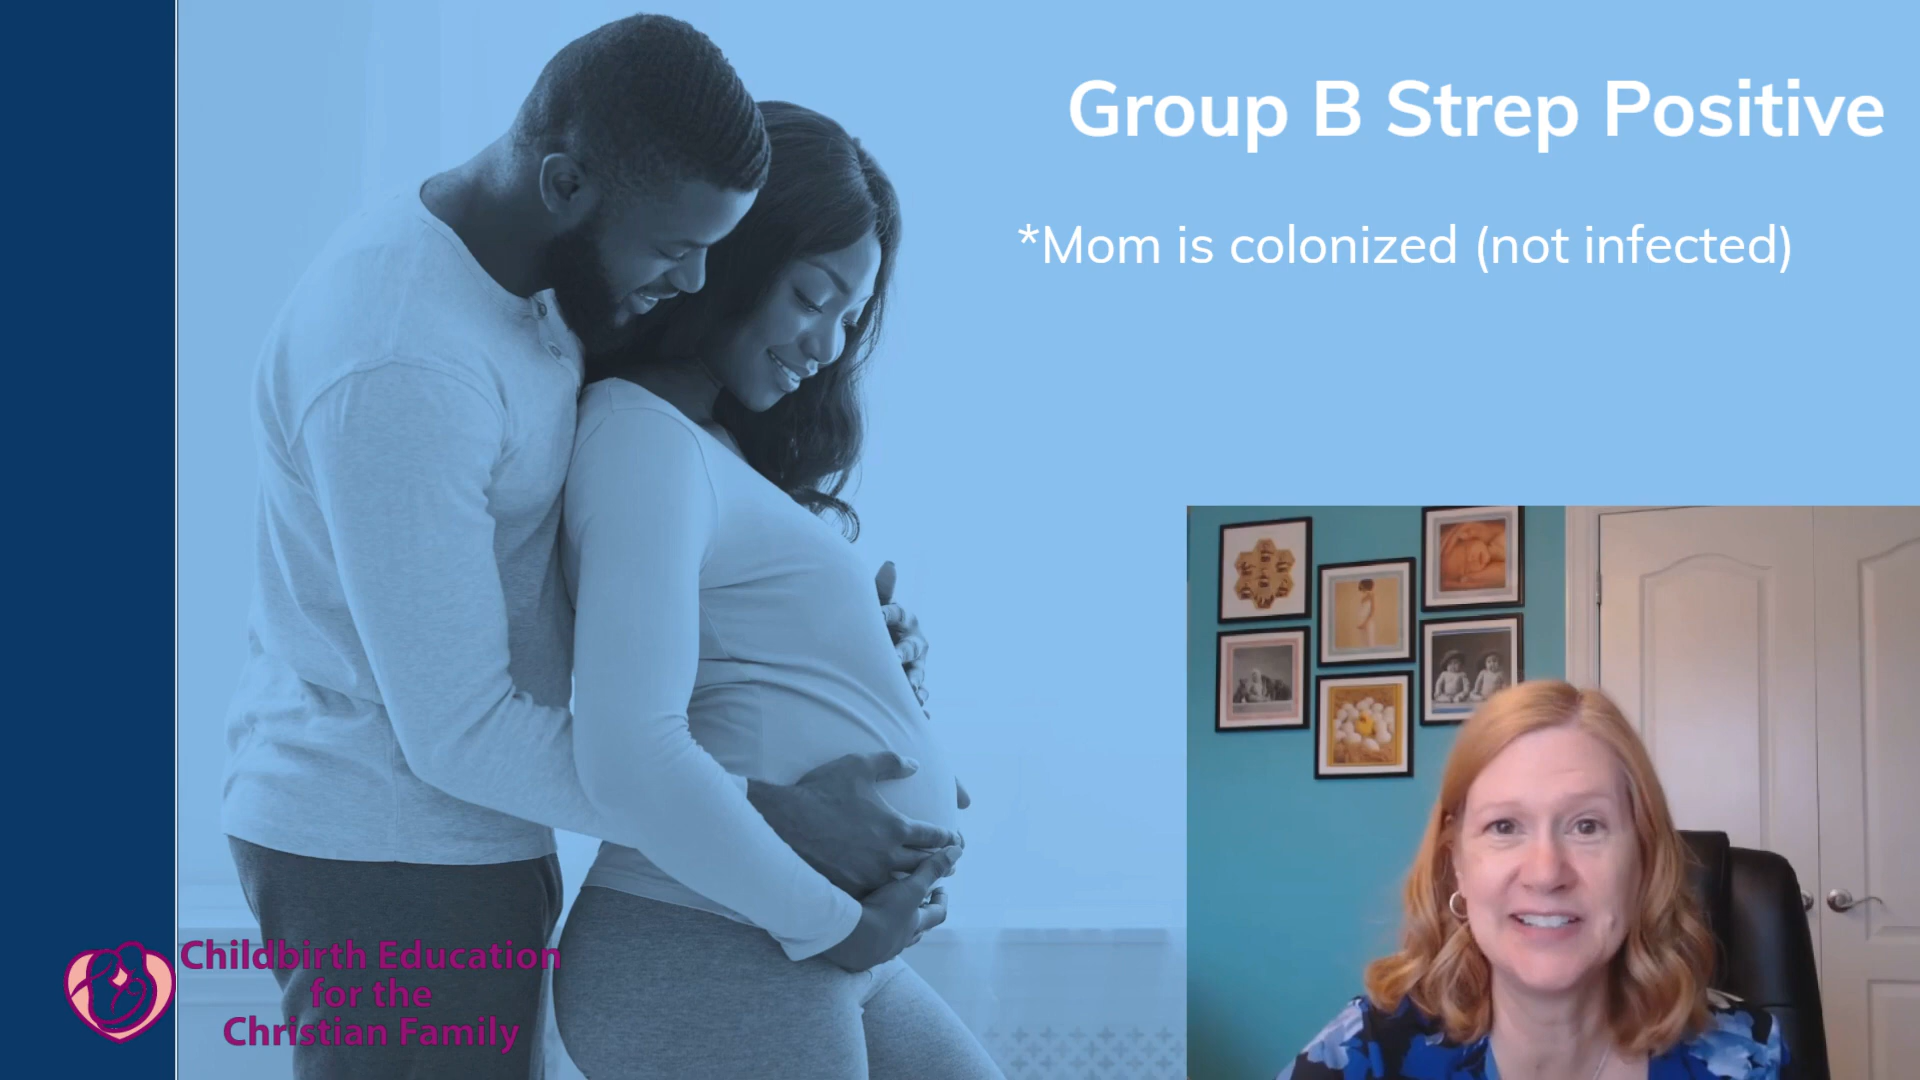 Group B Strep Positive
*Mom is colonized (not infected)
Childbirth Education
for the
Christian Family